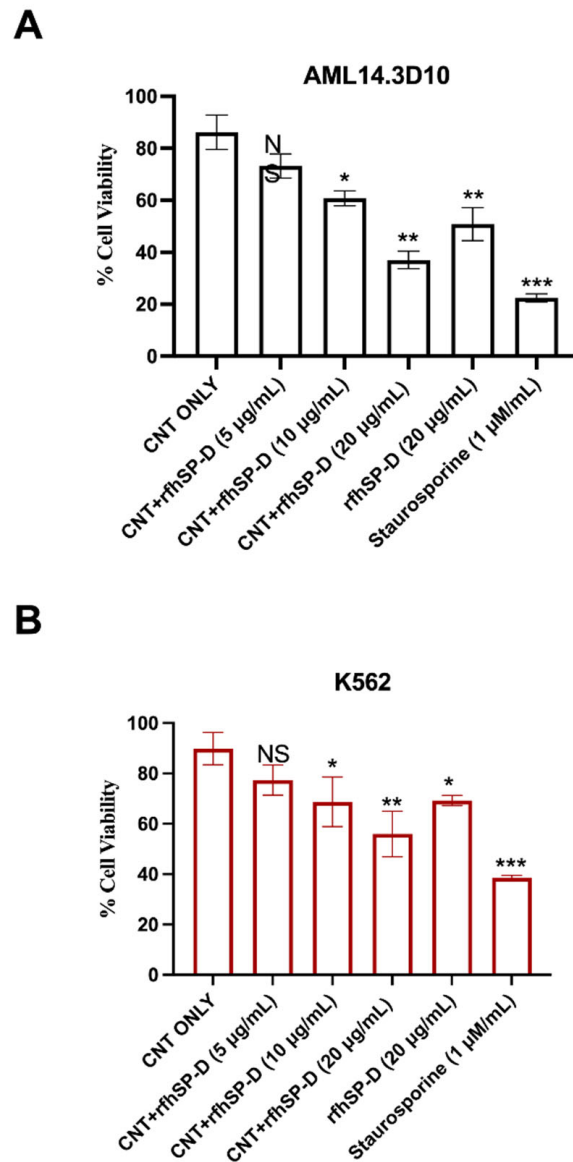 A
AML14.3D10
% Cell Viability
100
80
60
40
20
0
N
S
*
**
**
***
CNT ONLY
CNT+rfhSP-D (5 µg/mL)
CNT+rfhSP-D (10 µg/mL)
CNT+rfhSP-D (20 µg/mL)
rfhSP-D (20 µg/mL)
Staurosporine (1 µM/mL)
B
K562
% Cell Viability
100
80
60
40
20
0
NS
*
**
*
***
CNT ONLY
CNT+rfhSP-D (5 µg/mL)
CNT+rfhSP-D (10 µg/mL)
CNT+rfhSP-D (20 µg/mL)
rfhSP-D (20 µg/mL)
Staurosporine (1 µM/mL)